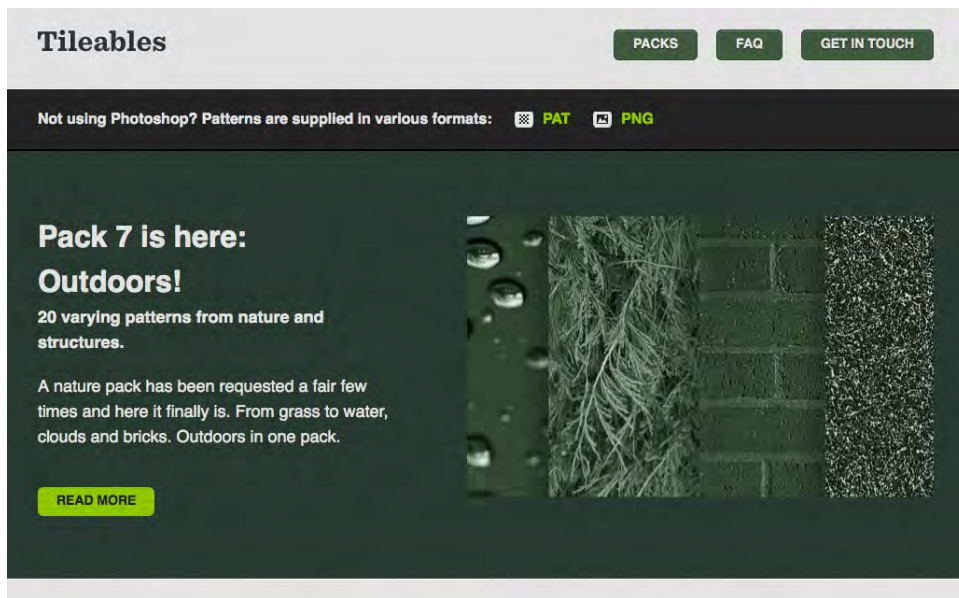 Tileables
PACKS
FAQ
GET IN TOUCH
Not using Photoshop? Patterns are supplied in various formats: PAT PNG
Pack 7 is here:
Outdoors!
20 varying patterns from nature and
structures.
A nature pack has been requested a fair few
times and here it finally is. From grass to water,
clouds and bricks. Outdoors in one pack.
READ MORE